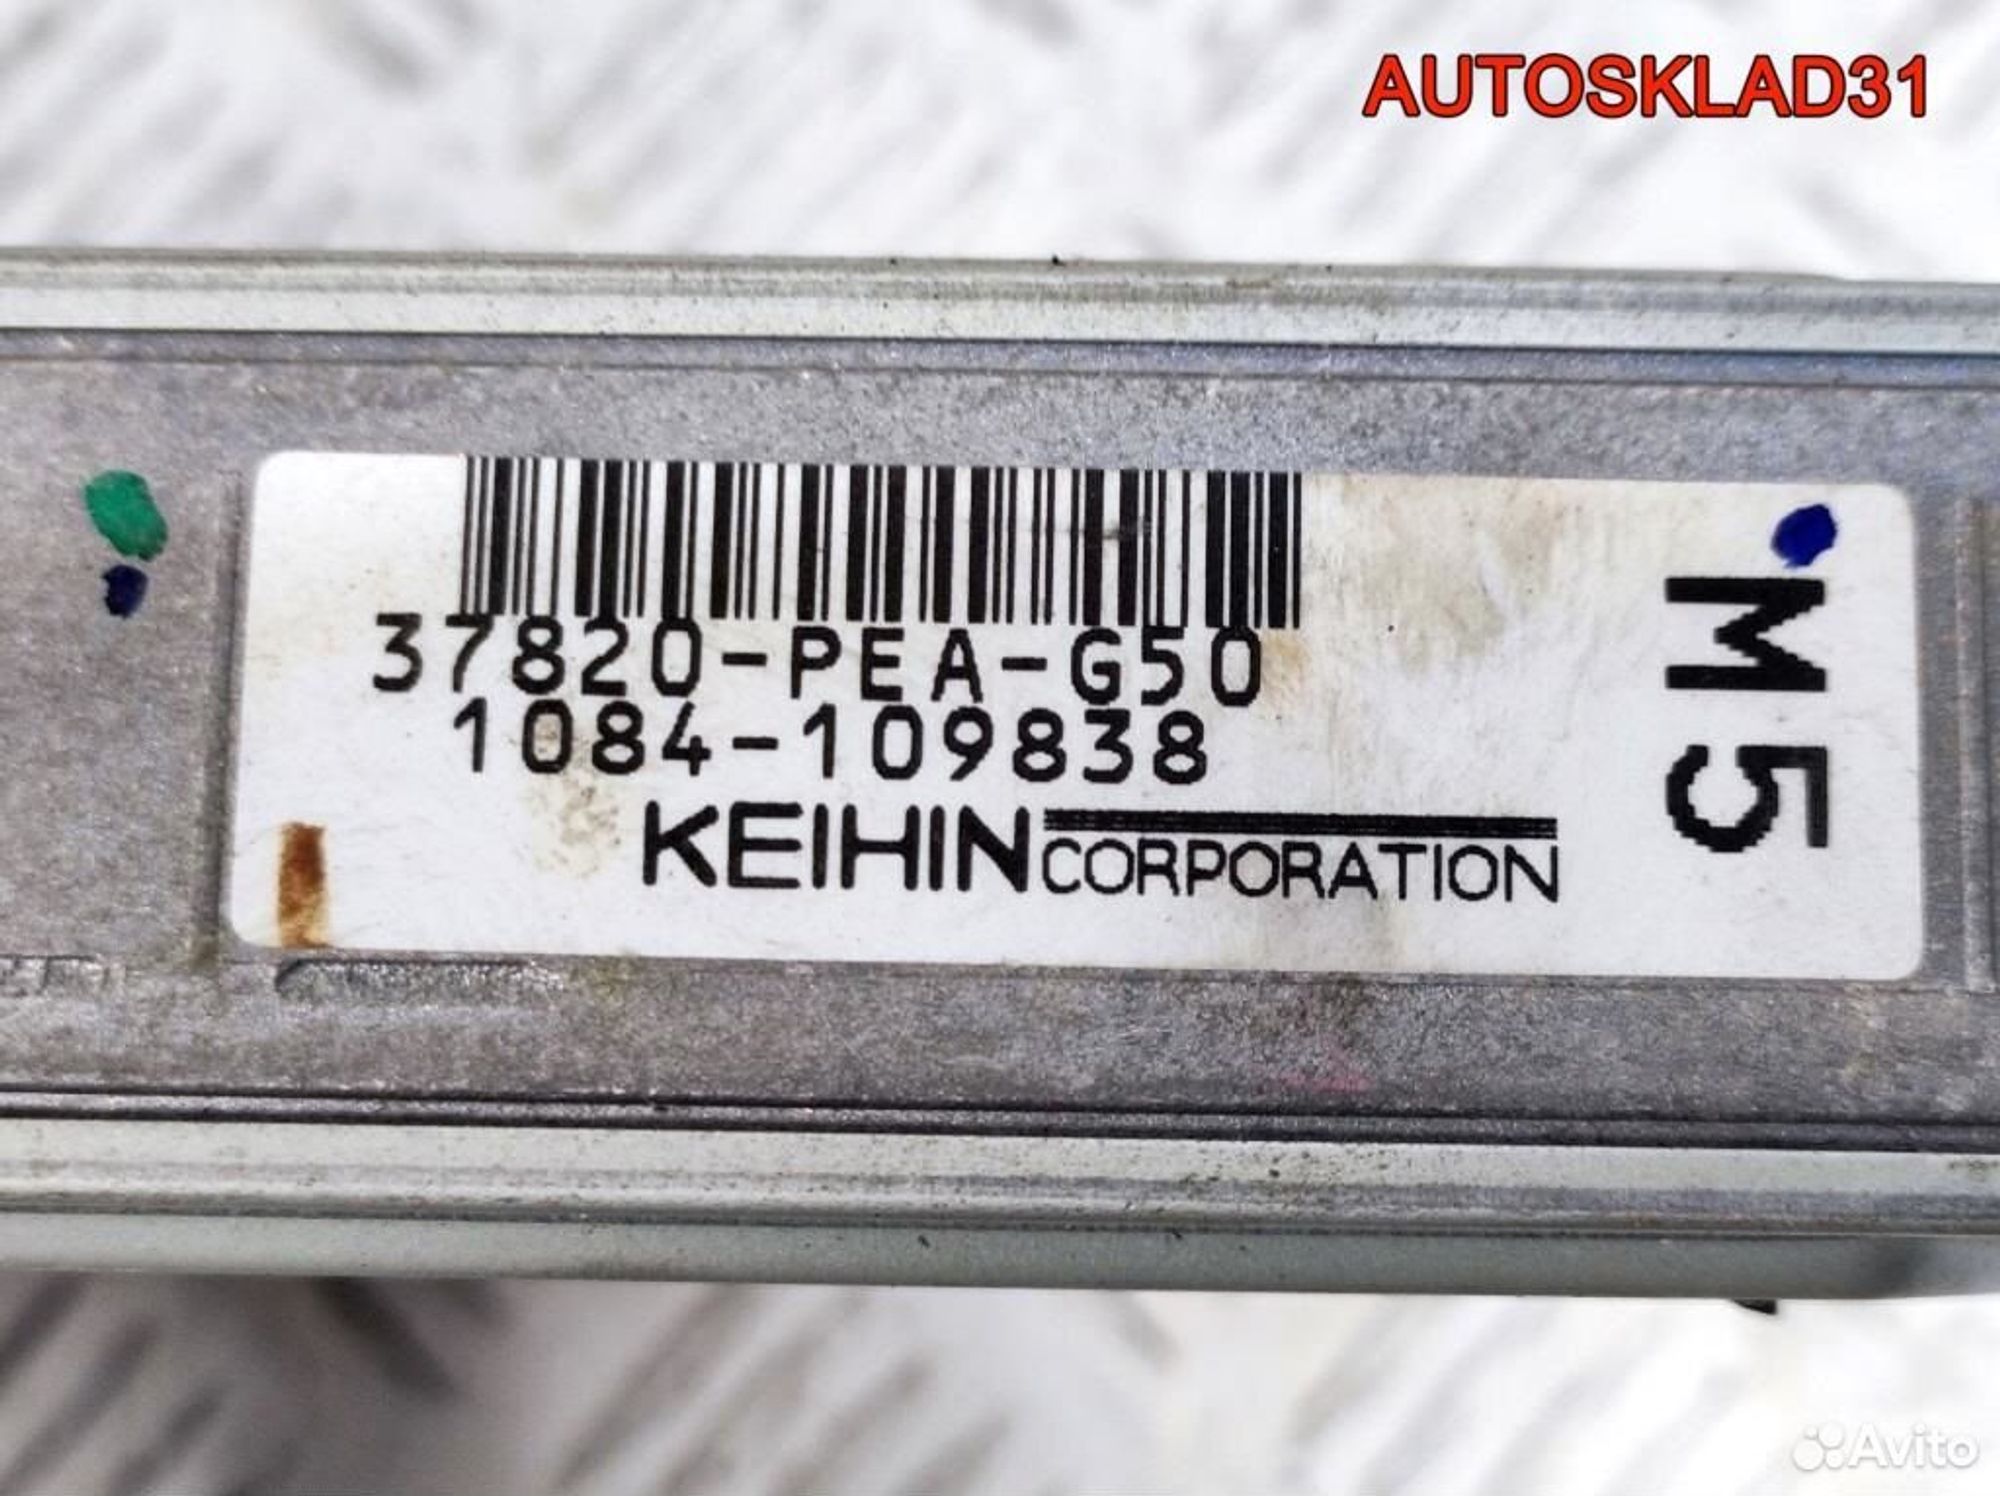 AUTOSKLAD31
37820-PEA-G50
1084-109838
KEIHIN CORPORATION
M5
Avito